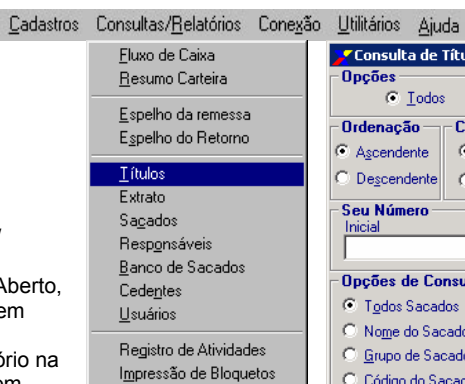 Cadastros Consultas/Relatórios Conexão Utilitários Ajuda
Fluxo de Caixa
Resumo Carteira
Espelho da remessa
Espelho do Retorno
Títulos
Extrato
Sacados
Responsáveis
Banco de Sacados
Cedentes
Usuários
Registro de Atividades
Impressão de Bloquetos
Aberto,
em
ório na
Consulta de Títu
Opções
Todos
Ordenação C
Ascendente
Descendente
Seu Número
Inicial
Opções de Consu
Todos Sacados
Nome do Sacado
Grupo de Sacado
Código do Sacad